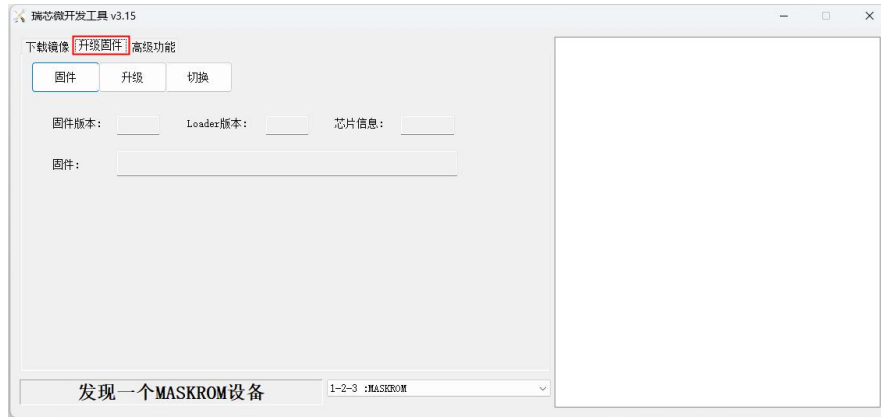 瑞芯微开发工具 v3.15
下载镜像 升级固件 高级功能
固件 升级 切换
固件版本: Loader版本: 芯片信息:
固件:
发现一个MASKROM设备 1-2-3 :MASKROM